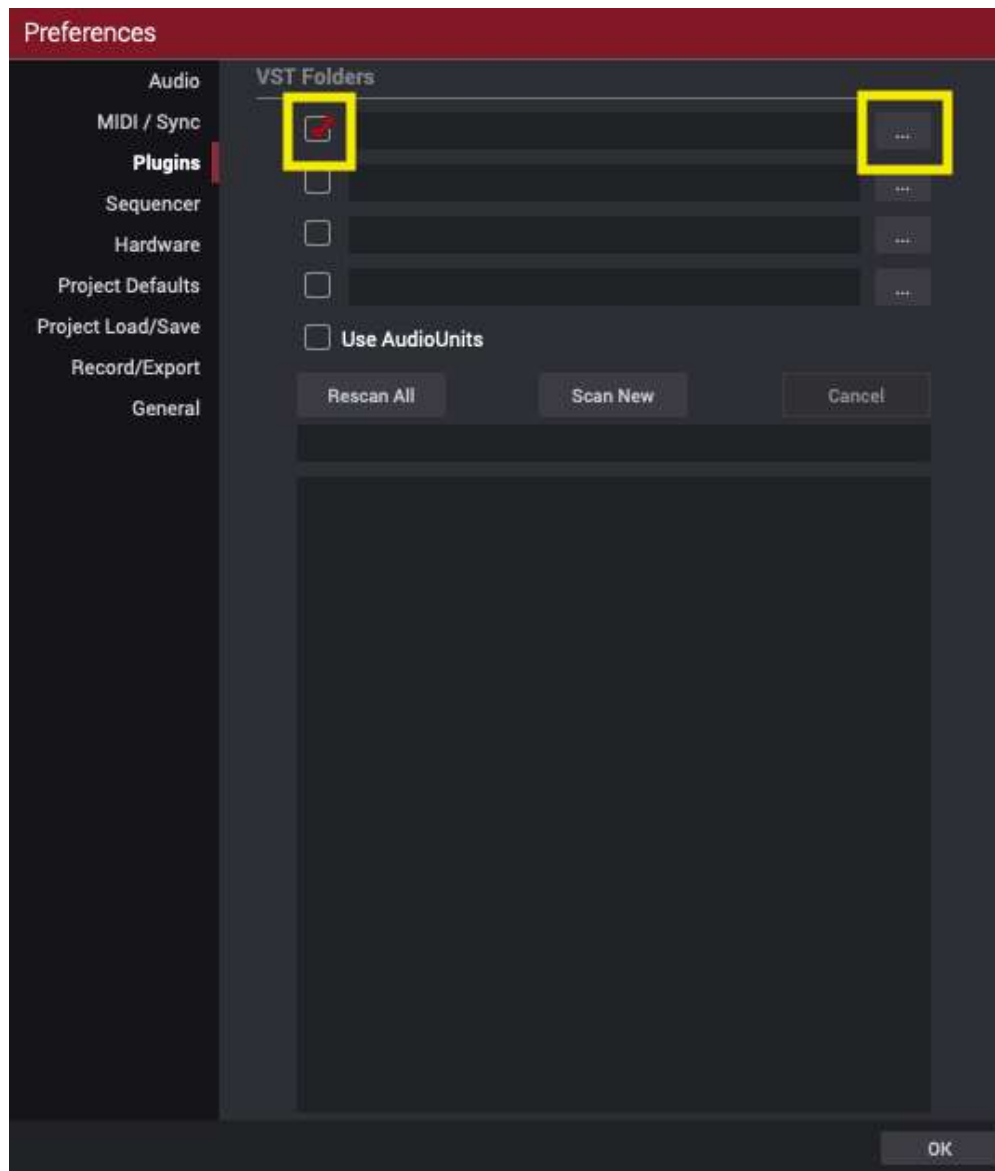 Preferences
Audio
VST Folders
MIDI / Sync
...
Plugins
...
Sequencer
...
Hardware
Project Defaults
...
Project Load/Save
Use AudioUnits
Record/Export
Rescan All Scan New Cancel
General
OK